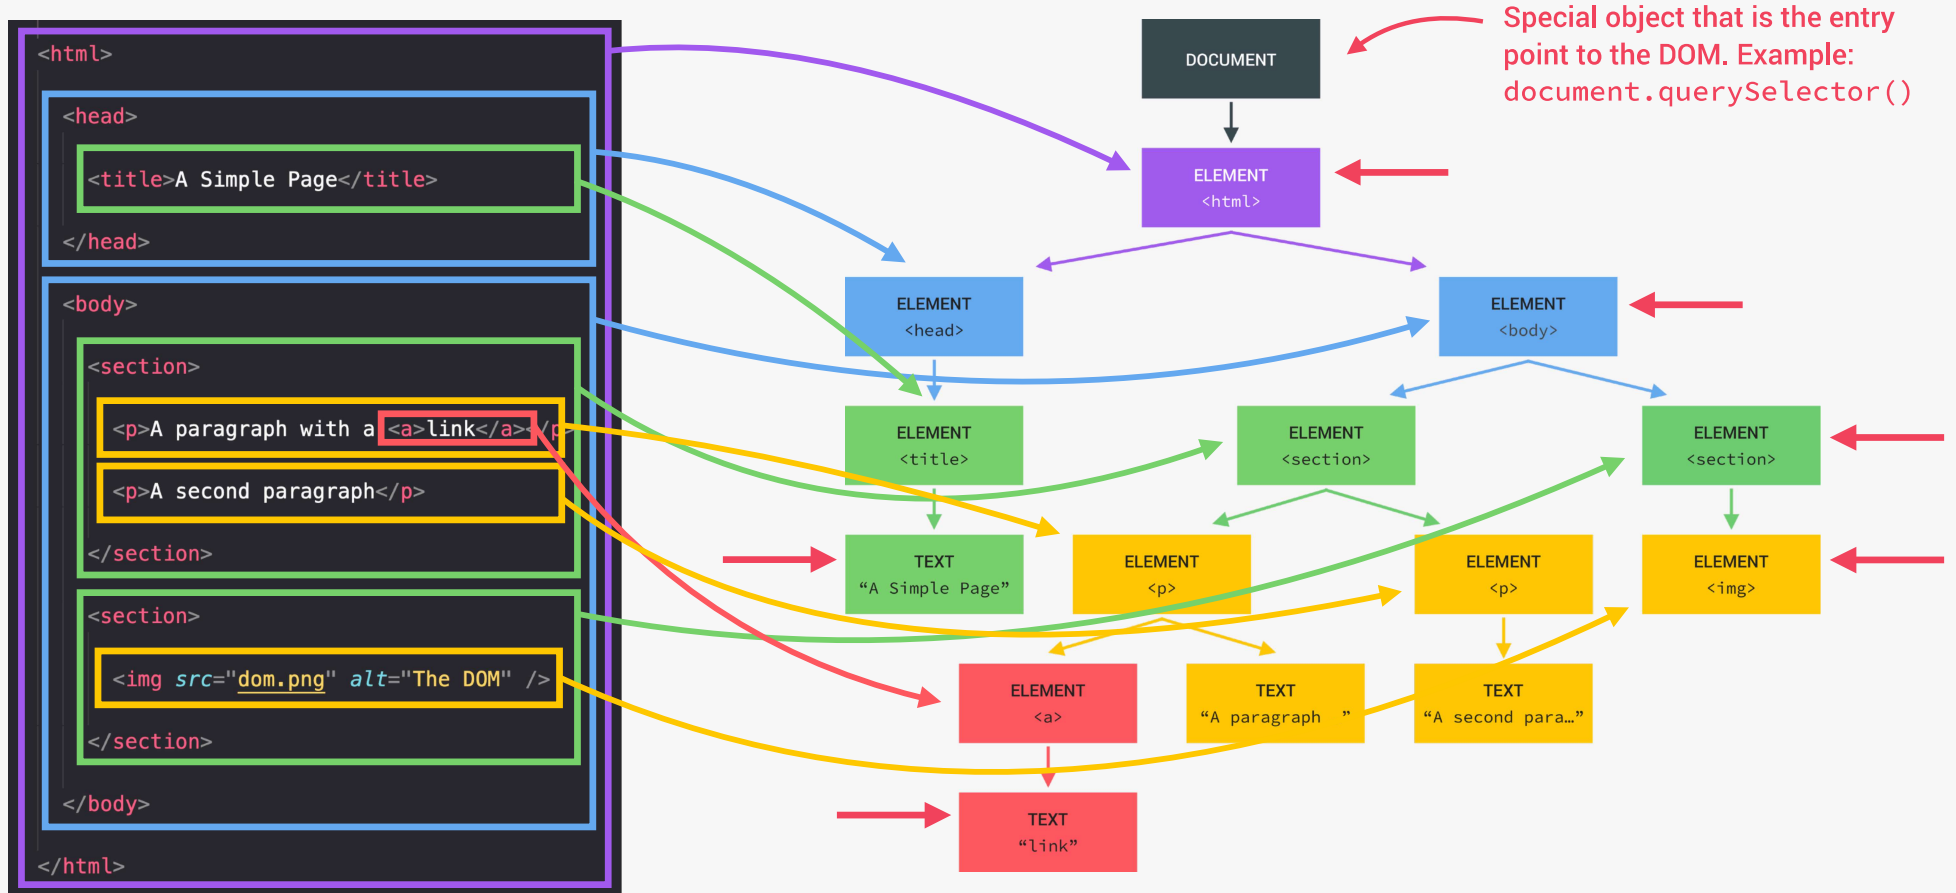 <html>
<head>
<title>A Simple Page</title>
</head>
<body>
<section>
<p>A paragraph with a <a>link</a></p>
<p>A second paragraph</p>
</section>
<section>
<img src="dom.png" alt="The DOM" />
</section>
</body>
</html>
Special object that is the entry
point to the DOM. Example:
document.querySelector()
DOCUMENT
ELEMENT
<html>
ELEMENT
<head>
ELEMENT
<body>
ELEMENT
<title>
ELEMENT
<section>
ELEMENT
<section>
TEXT
“A Simple Page”
ELEMENT
<p>
ELEMENT
<p>
ELEMENT
<img>
ELEMENT
<a>
TEXT
“A paragraph ”
TEXT
“A second para…”
TEXT
“link”